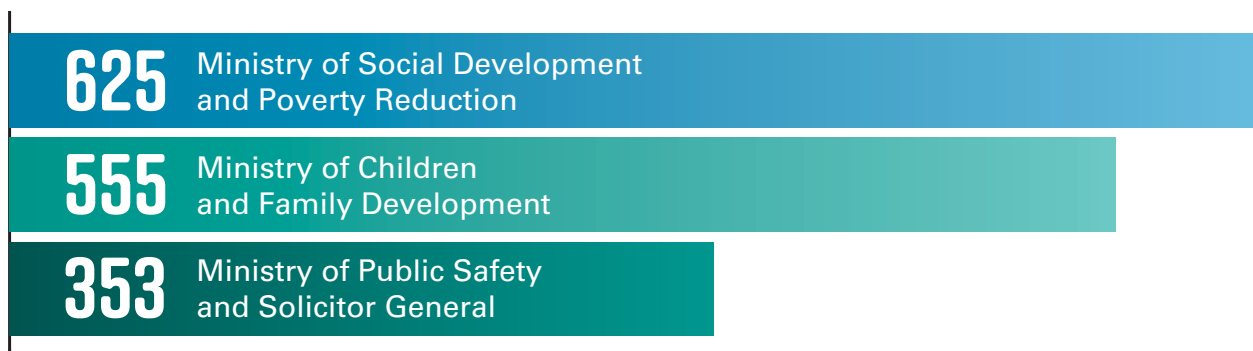 625
Ministry of Social Development
and Poverty Reduction
555
Ministry of Children
and Family Development
353
Ministry of Public Safety
and Solicitor General